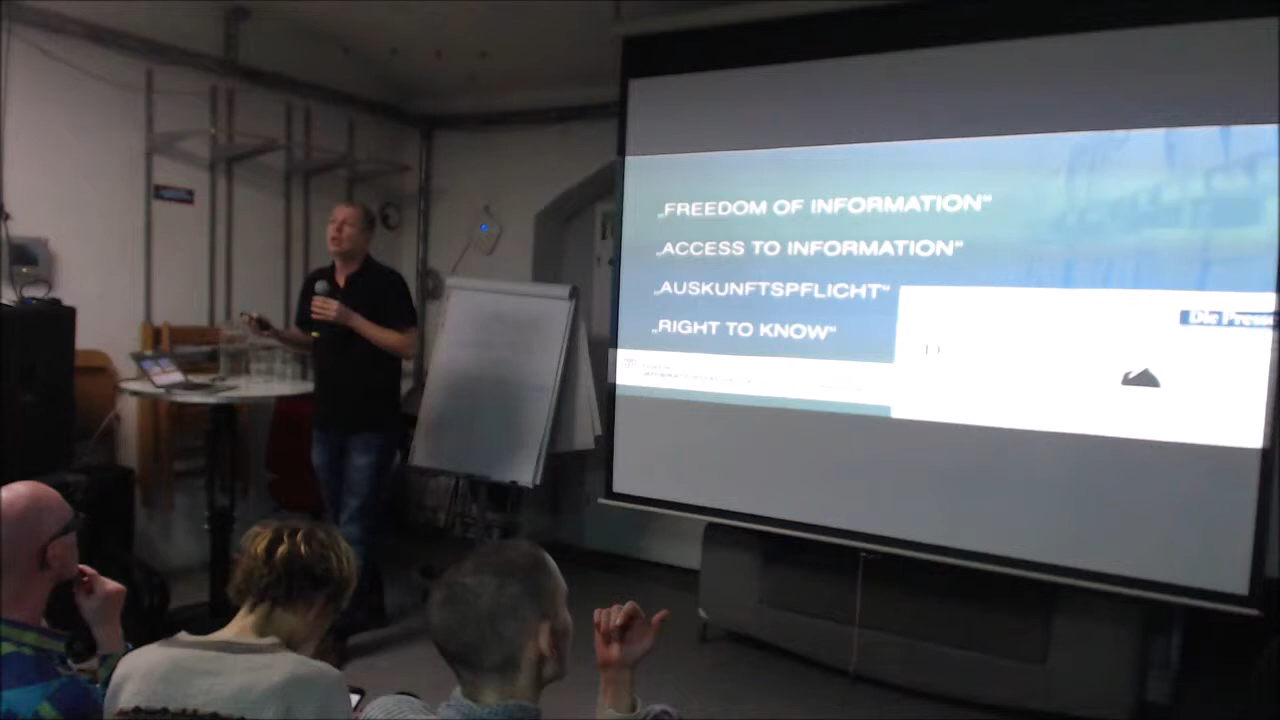 „FREEDOM OF INFORMATION“
„ACCESS TO INFORMATION“
„AUSKUNFTSPFLICHT“
„RIGHT TO KNOW“
Die Presse